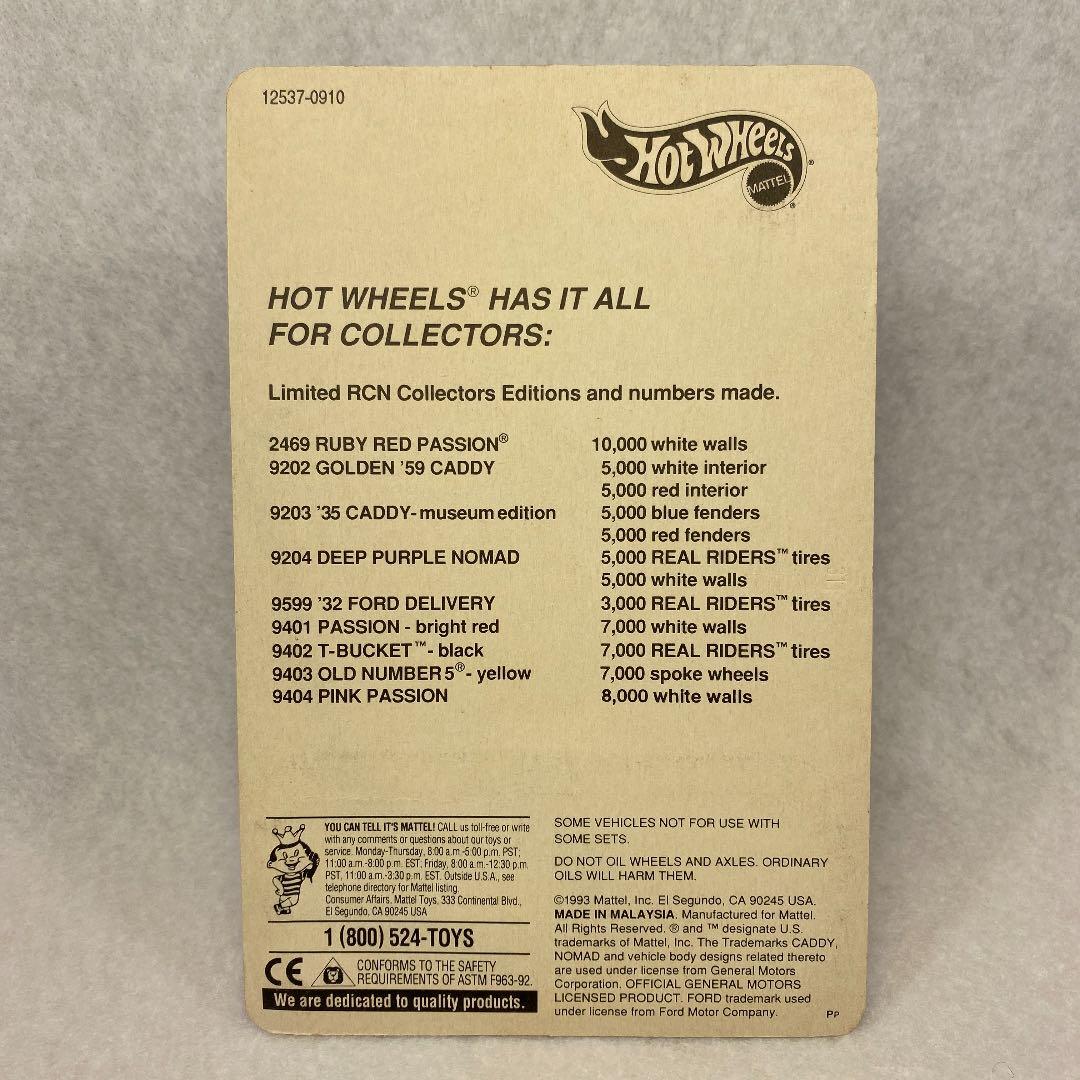 12537-0910
Hot Wheels®
MATTEL®
HOT WHEELS® HAS IT ALL
FOR COLLECTORS:
Limited RCN Collectors Editions and numbers made.
2469 RUBY RED PASSION® 10,000 white walls
9202 GOLDEN '59 CADDY 5,000 white interior
5,000 red interior
9203 '35 CADDY-museum edition 5,000 blue fenders
5,000 red fenders
9204 DEEP PURPLE NOMAD 5,000 REAL RIDERS™ tires
5,000 white walls
9599 '32 FORD DELIVERY 3,000 REAL RIDERS™ tires
9401 PASSION - bright red 7,000 white walls
9402 T-BUCKET™- black 7,000 REAL RIDERS™ tires
9403 OLD NUMBER 5®- yellow 7,000 spoke wheels
9404 PINK PASSION 8,000 white walls
YOU CAN TELL IT'S MATTEL! CALL us toll-free or write
with any comments or questions about our toys or
service. Monday-Thursday, 8:00 a.m.-5:00 p.m. PST;
11:00 a.m.-8:00 p.m. EST; Friday, 8:00 a.m.-12:30 p.m.
PST, 11:00 a.m.-3:30 p.m. EST. Outside U.S.A., see
telephone directory for Mattel listing.
Consumer Affairs, Mattel Toys, 333 Continental Blvd.,
El Segundo, CA 90245 USA
1 (800) 524-TOYS
CE CONFORMS TO THE SAFETY
REQUIREMENTS OF ASTM F963-92.
We are dedicated to quality products.
SOME VEHICLES NOT FOR USE WITH
SOME SETS.
DO NOT OIL WHEELS AND AXLES. ORDINARY
OILS WILL HARM THEM.
©1993 Mattel, Inc. El Segundo, CA 90245 USA.
MADE IN MALAYSIA. Manufactured for Mattel.
All Rights Reserved. ® and ™ designate U.S.
trademarks of Mattel, Inc. The Trademarks CADDY,
NOMAD and vehicle body designs related thereto
are used under license from General Motors
Corporation. OFFICIAL GENERAL MOTORS
LICENSED PRODUCT. FORD trademark used
under license from Ford Motor Company.
PP